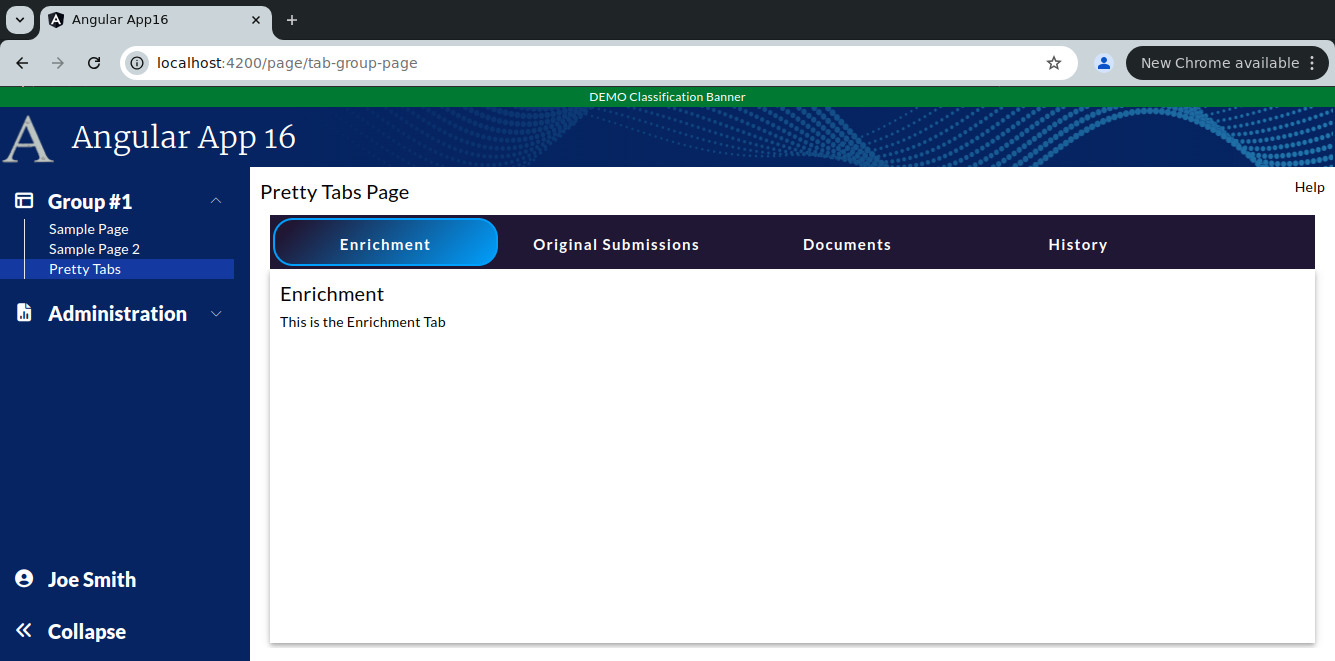 Angular App16
localhost:4200/page/tab-group-page
New Chrome available
DEMO Classification Banner
A Angular App 16
Group #1
Sample Page
Sample Page 2
Pretty Tabs
Administration
Joe Smith
Collapse
Pretty Tabs Page
Help
Enrichment Original Submissions Documents History
Enrichment
This is the Enrichment Tab